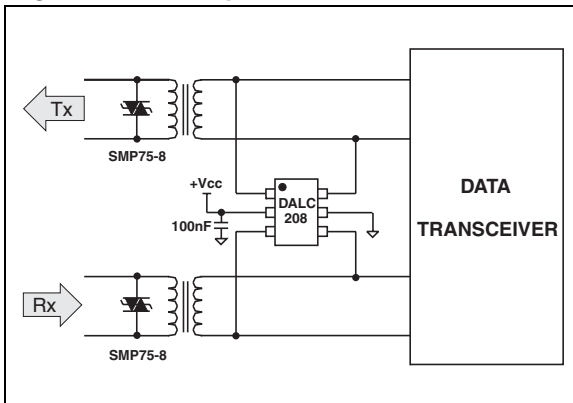 Tx
SMP75-8
+Vcc
100nF
DALC
208
DATA
TRANSCEIVER
Rx
SMP75-8